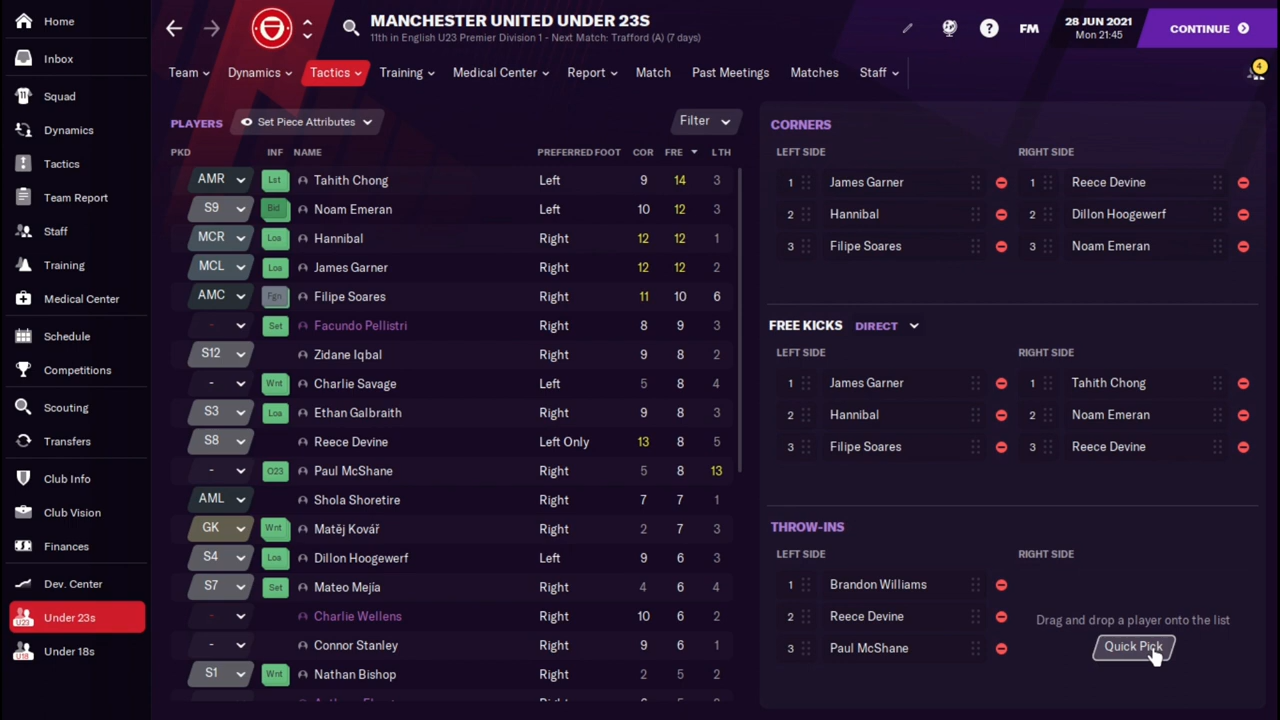 Home
Inbox
Squad
Dynamics
Tactics
Team Report
Staff
Training
Medical Center
Schedule
Competitions
Scouting
Transfers
Club Info
Club Vision
Finances
Dev. Center
Under 23s
Under 18s
MANCHESTER UNITED UNDER 23S
11th in English U23 Premier Division 1 - Next Match: Trafford (A) (7 days)
FM
28 JUN 2021
Mon 21:45
CONTINUE
Team Dynamics Tactics Training Medical Center Report Match Past Meetings Matches Staff
4
PLAYERS Set Piece Attributes Filter
PKD INF NAME PREFERRED FOOT COR FRE LTH
AMR Lst Tahith Chong Left 9 14 3
S9 Bid Noam Emeran Left 10 12 3
MCR Loa Hannibal Right 12 12 1
MCL Loa James Garner Right 12 12 2
AMC Fgn Filipe Soares Right 11 10 6
- Set Facundo Pellistri Right 8 9 3
S12 Zidane Iqbal Right 9 8 2
- Wnt Charlie Savage Left 5 8 4
S3 Loa Ethan Galbraith Right 9 8 3
S8 Reece Devine Left Only 13 8 5
- O23 Paul McShane Right 5 8 13
AML Shola Shoretire Right 7 7 1
GK Wnt Matěj Kovář Right 2 7 3
S4 Loa Dillon Hoogewerf Left 9 6 3
S7 Set Mateo Mejía Right 4 6 4
- Charlie Wellens Right 10 6 2
- Connor Stanley Right 9 6 1
S1 Wnt Nathan Bishop Right 2 5 2
CORNERS
LEFT SIDE RIGHT SIDE
1 James Garner 1 Reece Devine
2 Hannibal 2 Dillon Hoogewerf
3 Filipe Soares 3 Noam Emeran
FREE KICKS DIRECT
LEFT SIDE RIGHT SIDE
1 James Garner 1 Tahith Chong
2 Hannibal 2 Noam Emeran
3 Filipe Soares 3 Reece Devine
THROW-INS
LEFT SIDE RIGHT SIDE
1 Brandon Williams
2 Reece Devine
3 Paul McShane
Drag and drop a player onto the list
Quick Pick